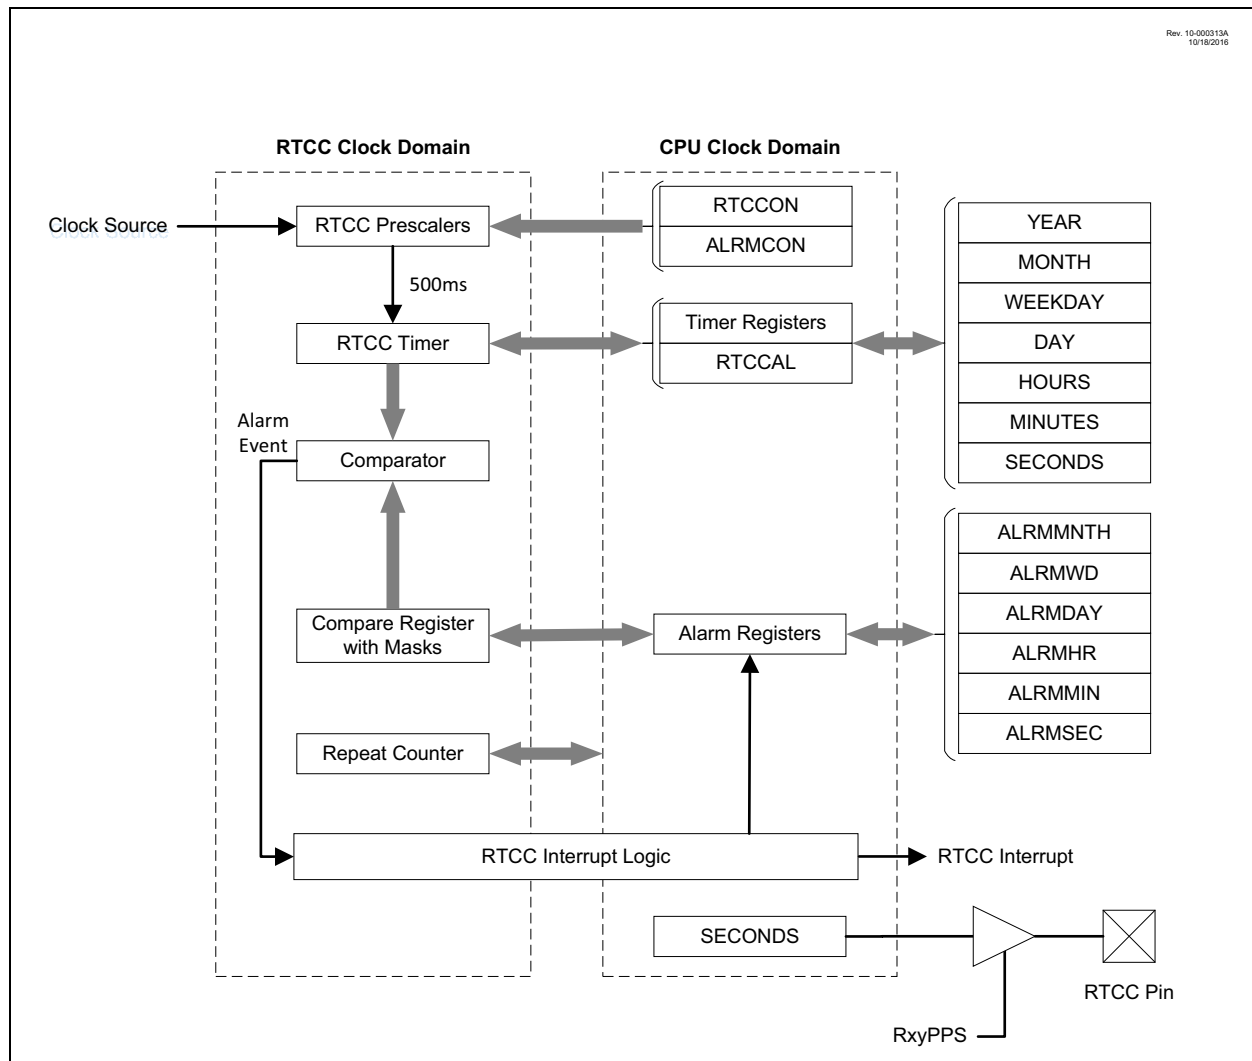 Rev. 10-000313A
10/18/2016
RTCC Clock Domain
CPU Clock Domain
Clock Source
RTCC Prescalers
RTCCON
ALRMCON
500ms
RTCC Timer
Timer Registers
RTCCAL
YEAR
MONTH
WEEKDAY
DAY
HOURS
MINUTES
SECONDS
Alarm
Event
Comparator
Compare Register
with Masks
Alarm Registers
ALRMMNTH
ALRMWD
ALRMDAY
ALRMHR
ALRMMIN
ALRMSEC
Repeat Counter
RTCC Interrupt Logic
RTCC Interrupt
SECONDS
RTCC Pin
RxyPPS